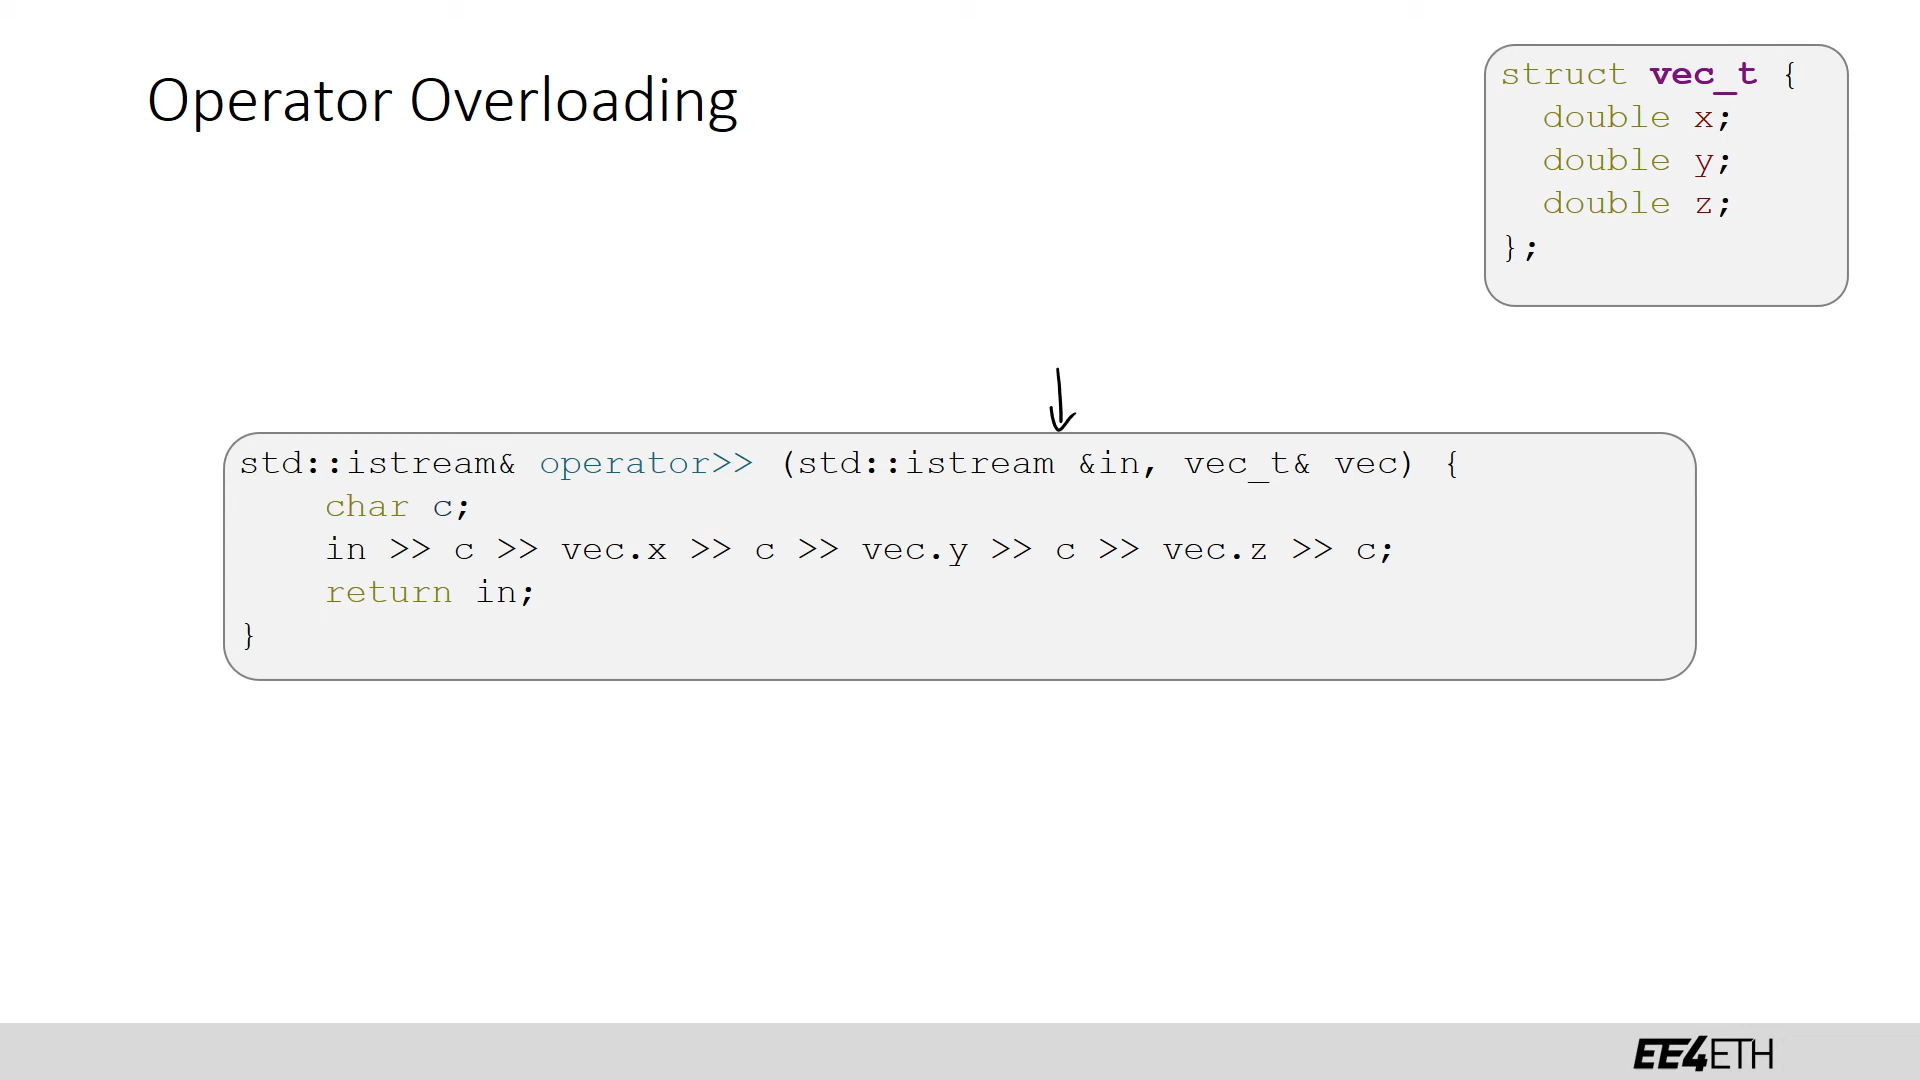 Operator Overloading
struct vec_t {
double x;
double y;
double z;
};
std::istream& operator>> (std::istream &in, vec_t& vec) {
char c;
in >> c >> vec.x >> c >> vec.y >> c >> vec.z >> c;
return in;
}
EE4ETH